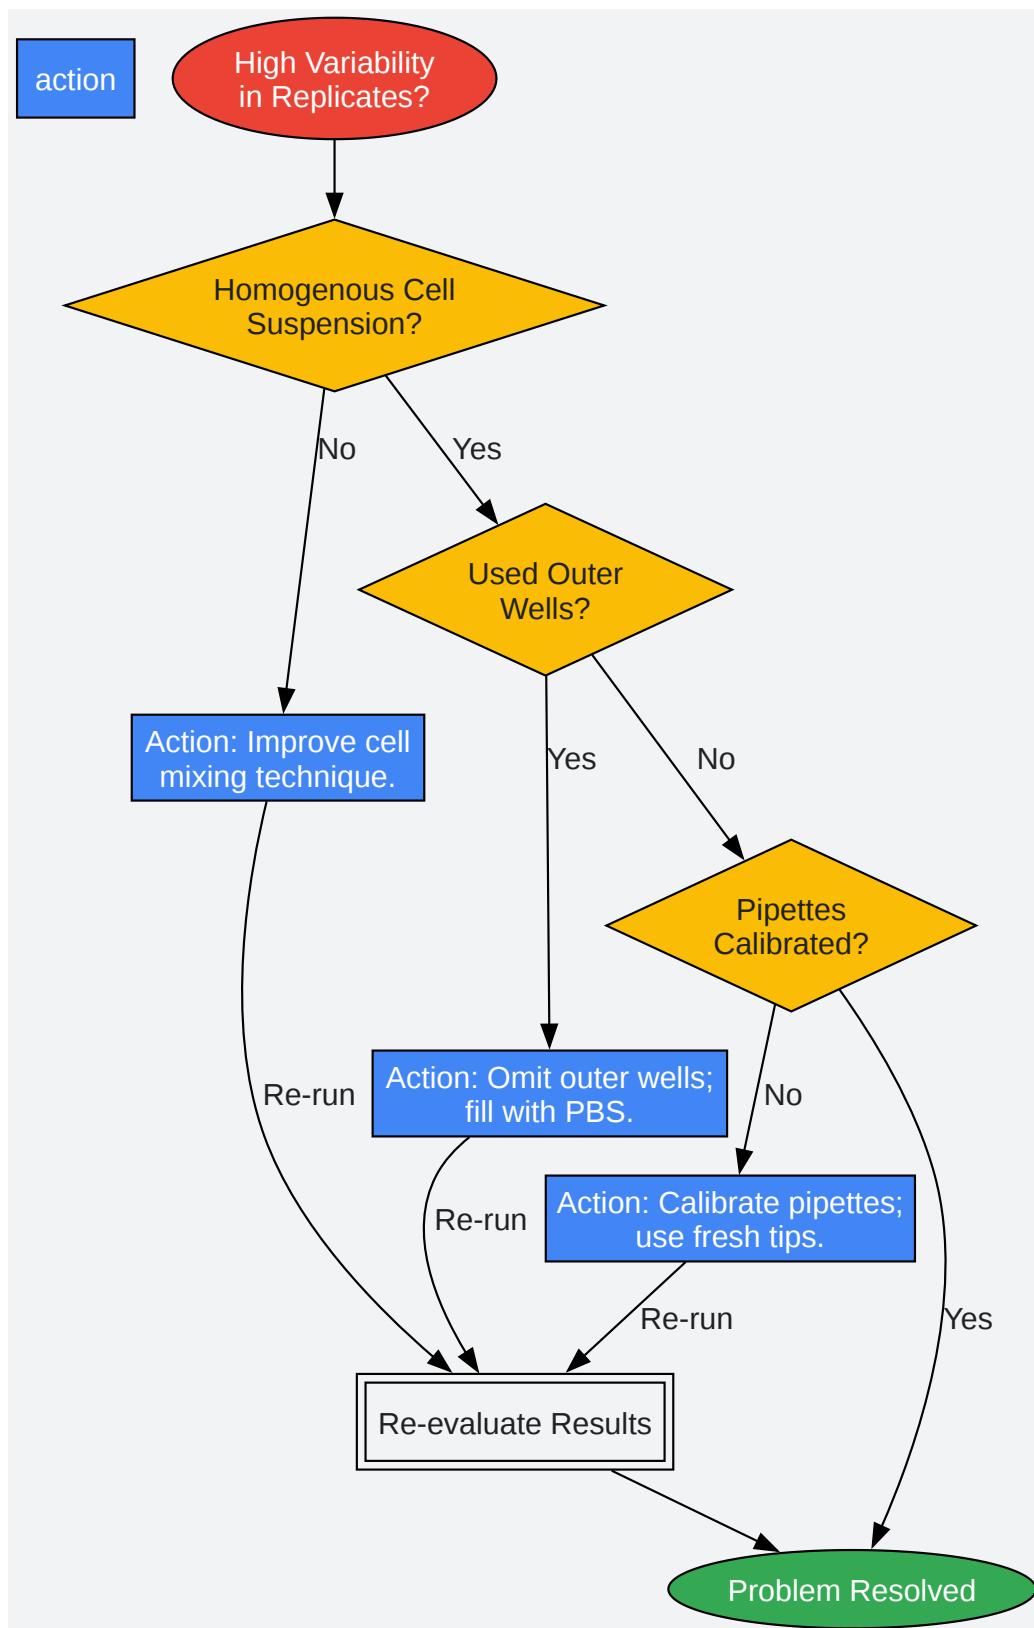 action
High Variability
in Replicates?
Homogenous Cell
Suspension?
No
Yes
Used Outer
Wells?
Action: Improve cell
mixing technique.
Yes
No
Pipettes
Calibrated?
Action: Omit outer wells;
fill with PBS.
Re-run
No
Action: Calibrate pipettes;
use fresh tips.
Re-run
Re-run
Yes
Re-evaluate Results
Problem Resolved